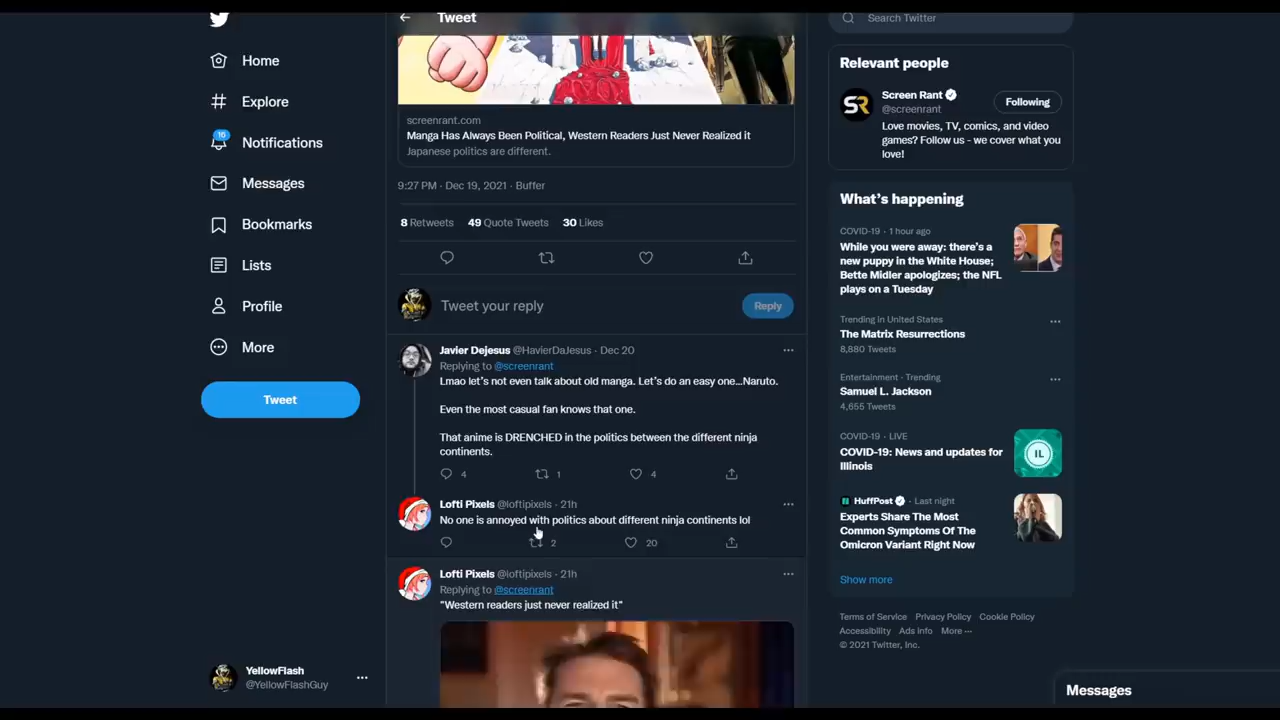 Home
Explore
16
Notifications
Messages
Bookmarks
Lists
Profile
More
Tweet
YellowFlash
@YellowFlashGuy
Tweet
screenrant.com
Manga Has Always Been Political, Western Readers Just Never Realized it
Japanese politics are different.
9:27 PM · Dec 19, 2021 · Buffer
8 Retweets 49 Quote Tweets 30 Likes
Tweet your reply
Reply
Javier Dejesus @HavierDaJesus · Dec 20
Replying to @screenrant
Lmao let's not even talk about old manga. Let's do an easy one...Naruto.
Even the most casual fan knows that one.
That anime is DRENCHED in the politics between the different ninja
continents.
4 1 4
Lofti Pixels @loftipixels · 21h
No one is annoyed with politics about different ninja continents lol
2 20
Lofti Pixels @loftipixels · 21h
Replying to @screenrant
"Western readers just never realized it"
Search Twitter
Relevant people
SR
Screen Rant
@screenrant
Following
Love movies, TV, comics, and video
games? Follow us - we cover what you
love!
What's happening
COVID-19 · 1 hour ago
While you were away: there's a
new puppy in the White House;
Bette Midler apologizes; the NFL
plays on a Tuesday
Trending in United States
The Matrix Resurrections
8,880 Tweets
Entertainment · Trending
Samuel L. Jackson
4,655 Tweets
COVID-19 · LIVE
COVID-19: News and updates for
Illinois
IL
HuffPost · Last night
Experts Share The Most
Common Symptoms Of The
Omicron Variant Right Now
Show more
Terms of Service Privacy Policy Cookie Policy
Accessibility Ads info More ···
© 2021 Twitter, Inc.
Messages